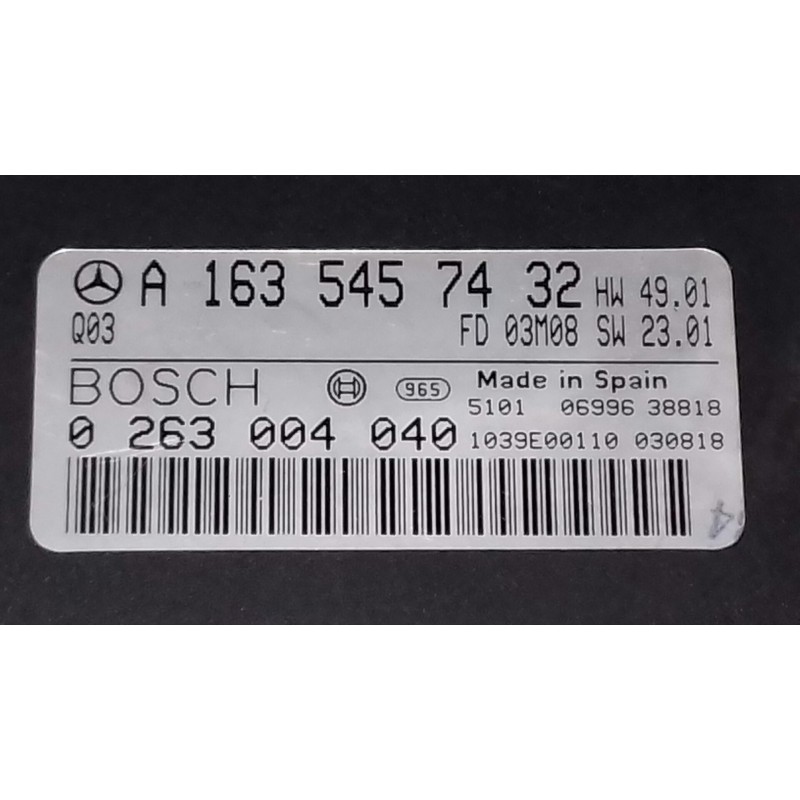 A 163 545 74 32 HW 49.01
Q03 FD 03M08 SW 23.01
BOSCH 965 Made in Spain
5101 06996 38818
0 263 004 040 1039E00110 030818
4